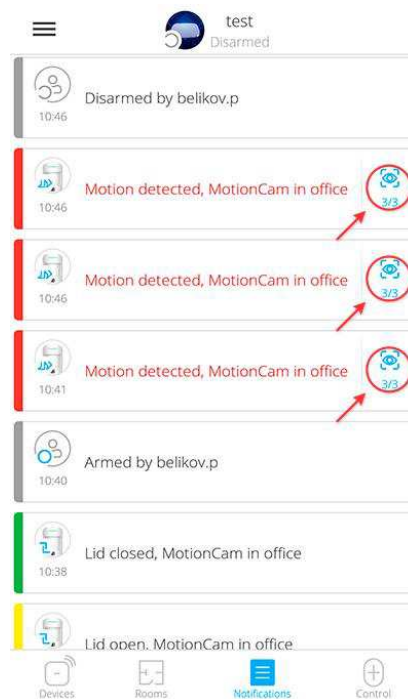 test
Disarmed
Disarmed by belikov.p
10:46
Motion detected, MotionCam in office
3/3
10:46
Motion detected, MotionCam in office
3/3
10:46
Motion detected, MotionCam in office
3/3
10:41
Armed by belikov.p
10:40
Lid closed, MotionCam in office
10:38
Lid open, MotionCam in office
Devices
Rooms
Notifications
Control